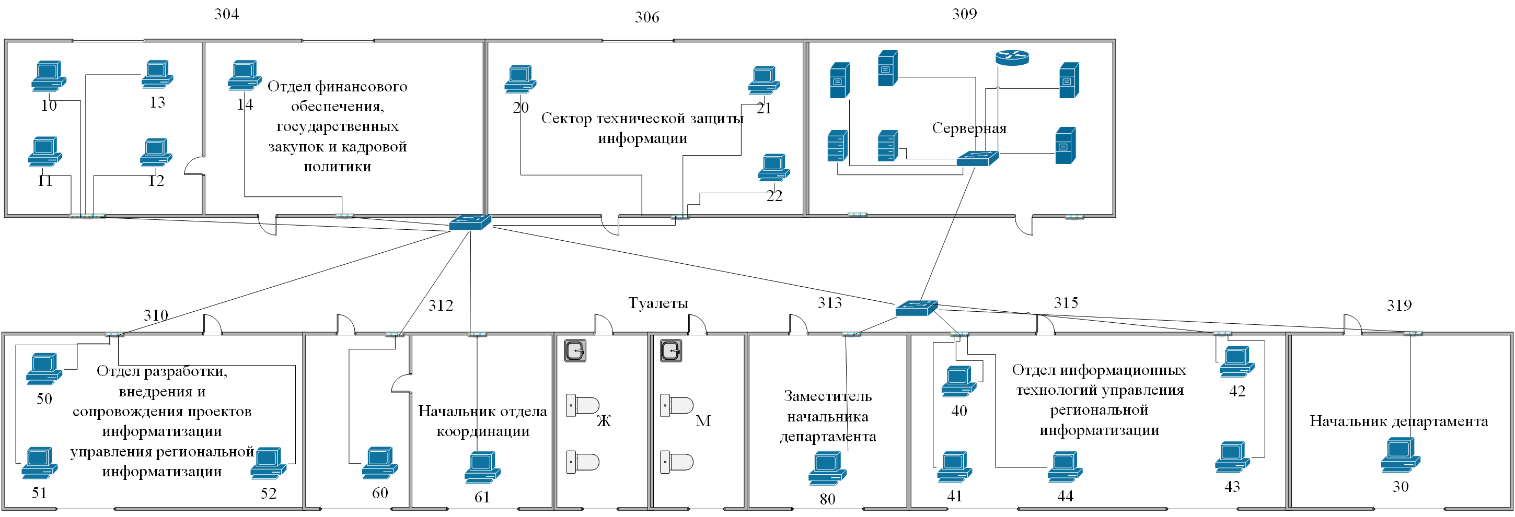 304
306
309
10
13
14
Отдел финансового
обеспечения,
государственных
закупок и кадровой
политики
11
12
20
21
Сектор технической защиты
информации
22
Серверная
310
312
Туалеты
313
315
319
50
Отдел разработки,
внедрения и
сопровождения проектов
информатизации
управления региональной
информатизации
51
52
60
Начальник отдела
координации
61
Ж
М
Заместитель
начальника
департамента
80
40
Отдел информационных
технологий управления
региональной
информатизации
42
41
44
43
Начальник департамента
30